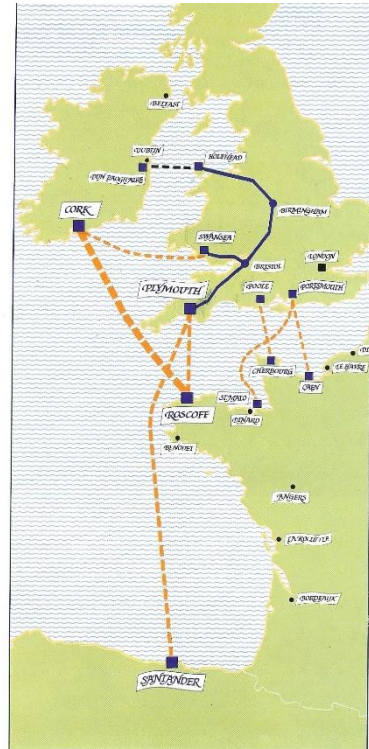 BELFAST
DUBLIN
DUN LAOGHAIRE
HOLYHEAD
CORK
BIRMINGHAM
SWANSEA
BRISTOL
LONDON
PLYMOUTH
POOLE
PORTSMOUTH
LE HAVRE
CHERBOURG
CAEN
ST.MALO
ROSCOFF
DINARD
BENODET
ANGERS
LA ROCHELLE
BORDEAUX
SANTANDER